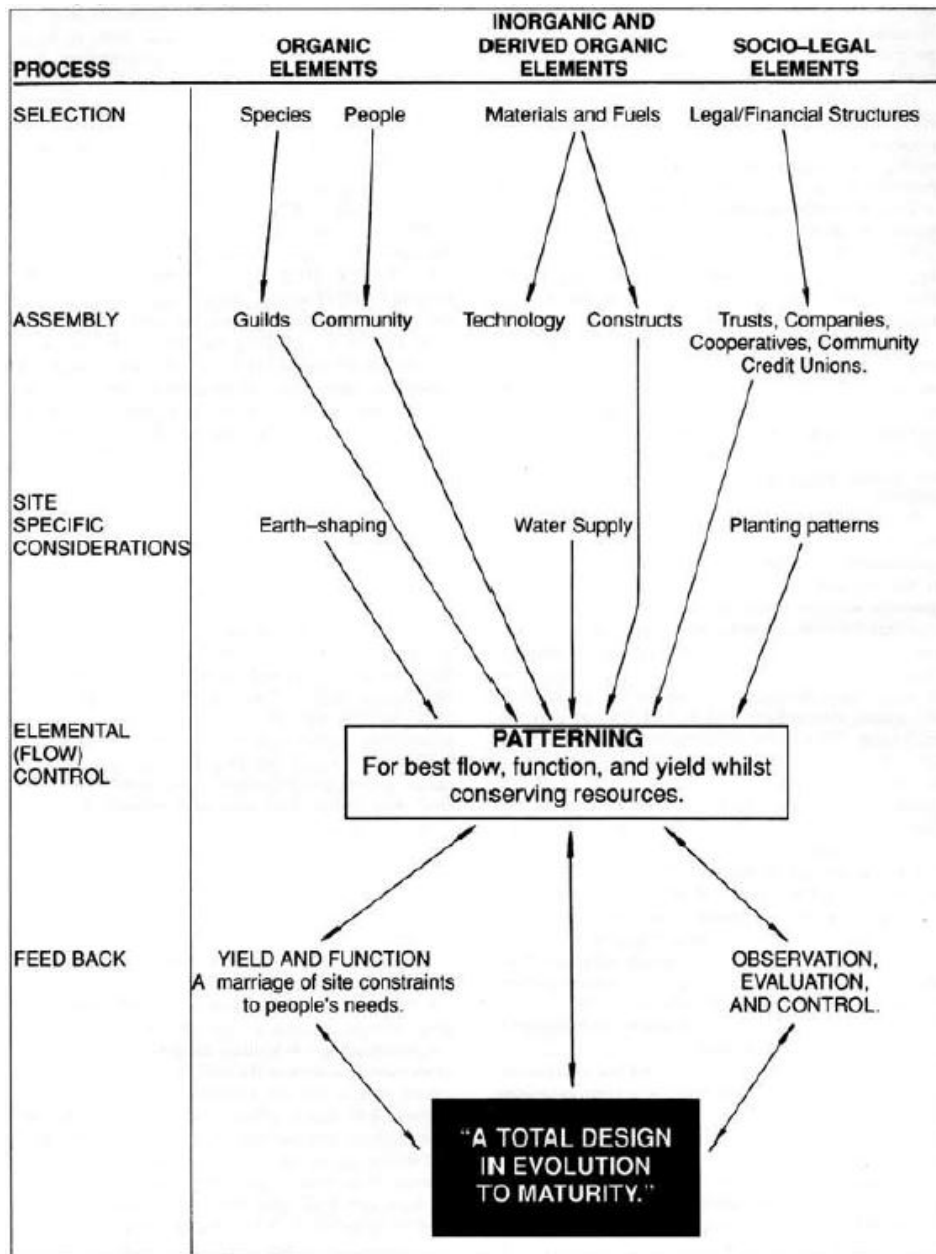 PROCESS
ORGANIC
ELEMENTS
INORGANIC AND
DERIVED ORGANIC
ELEMENTS
SOCIO–LEGAL
ELEMENTS
SELECTION
Species
People
Materials and Fuels
Legal/Financial Structures
ASSEMBLY
Guilds
Community
Technology
Constructs
Trusts, Companies,
Cooperatives, Community
Credit Unions.
SITE
SPECIFIC
CONSIDERATIONS
Earth–shaping
Water Supply
Planting patterns
ELEMENTAL
(FLOW)
CONTROL
PATTERNING
For best flow, function, and yield whilst
conserving resources.
FEED BACK
YIELD AND FUNCTION
A marriage of site constraints
to people's needs.
OBSERVATION,
EVALUATION,
AND CONTROL.
"A TOTAL DESIGN
IN EVOLUTION
TO MATURITY."